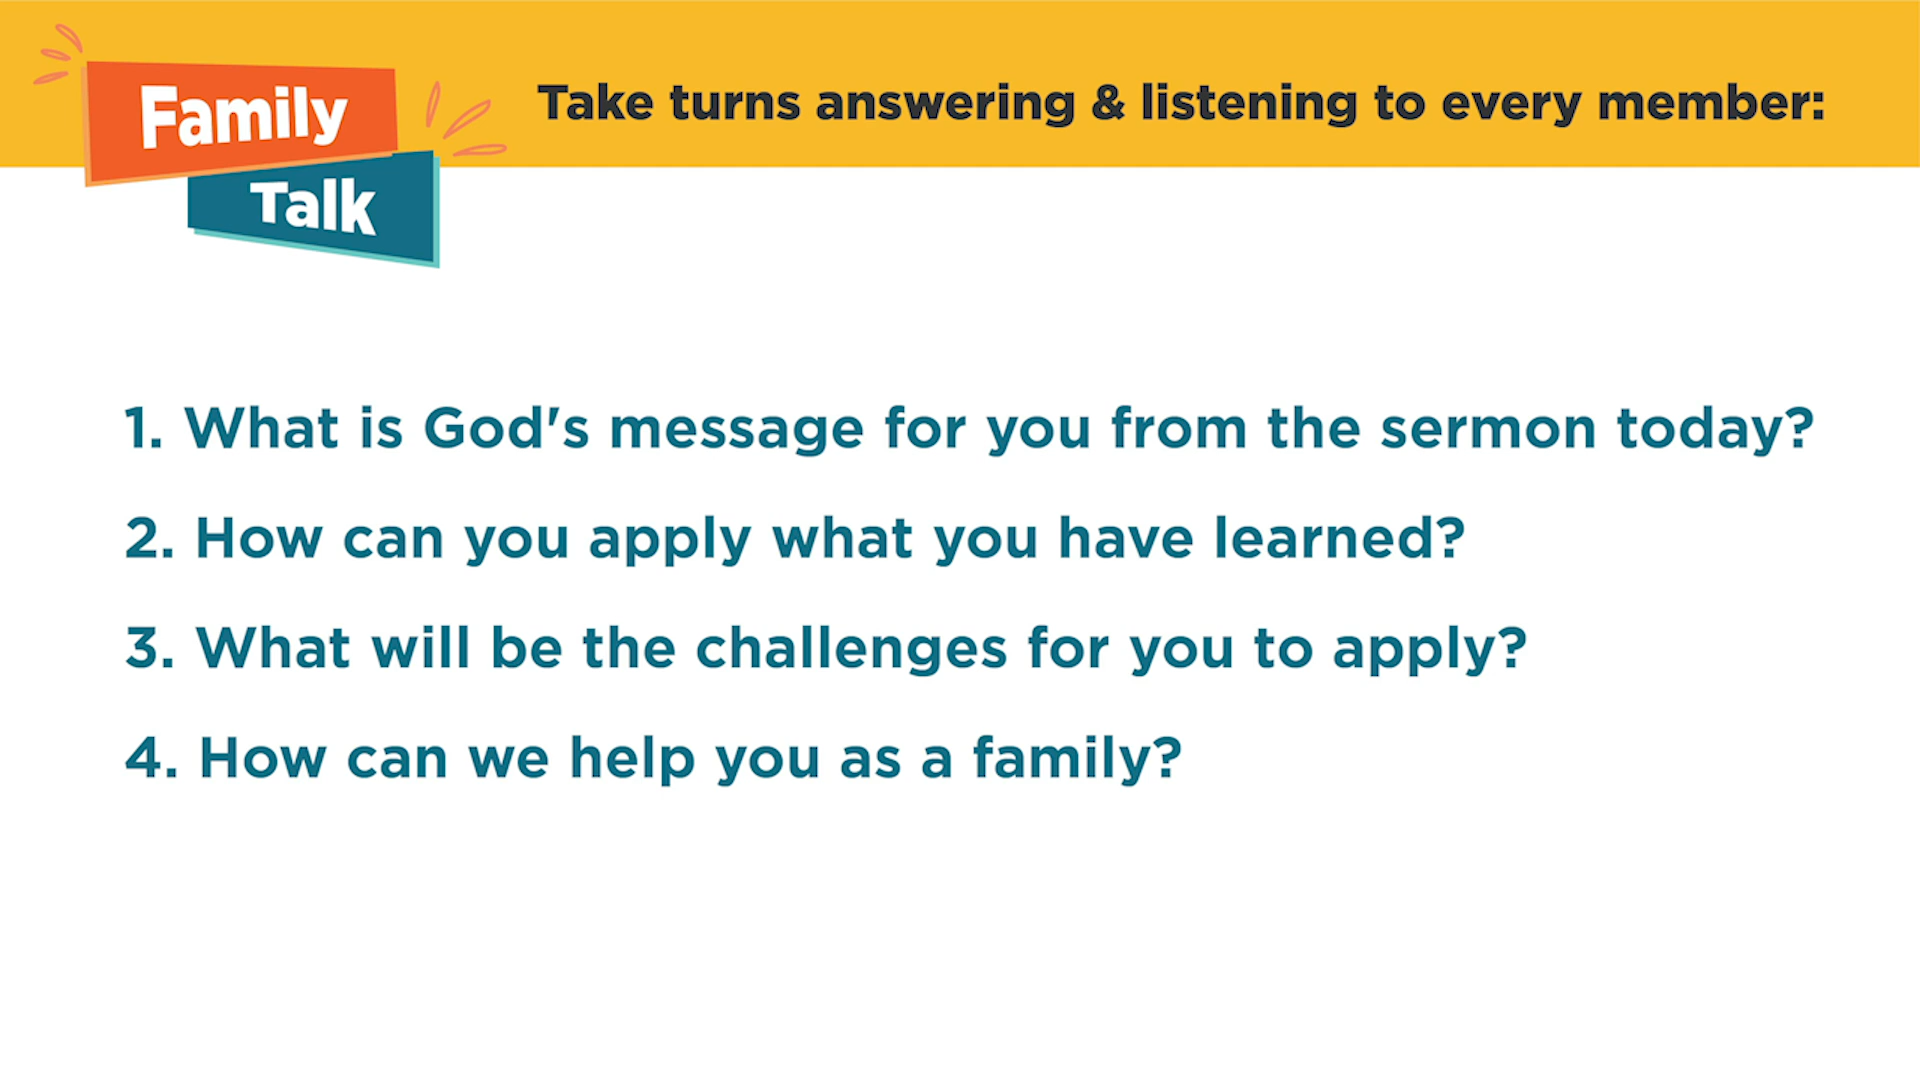 Family
Talk
Take turns answering & listening to every member:
1. What is God's message for you from the sermon today?
2. How can you apply what you have learned?
3. What will be the challenges for you to apply?
4. How can we help you as a family?